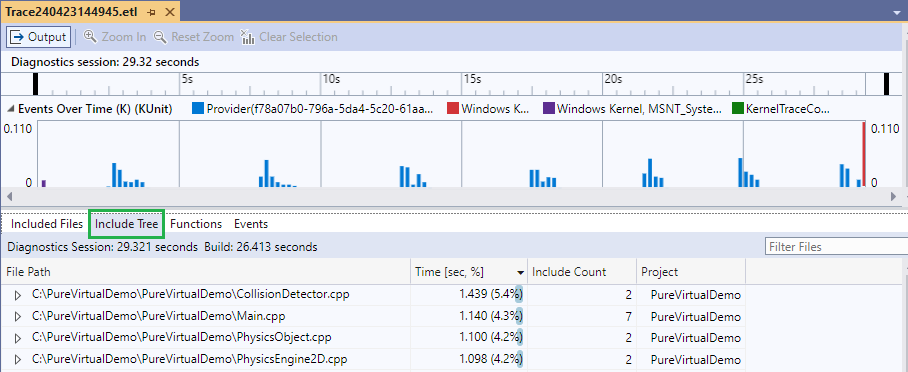 Trace240423144945.etl
Output Zoom In Reset Zoom Clear Selection
Diagnostics session: 29.32 seconds
5s 10s 15s 20s 25s
Events Over Time (K) (KUnit) Provider(f78a07b0-796a-5da4-5c20-61aa... Windows K... Windows Kernel, MSNT_Syste... KernelTraceCo...
0.110 0.110
0 0
Included Files Include Tree Functions Events
Diagnostics Session: 29.321 seconds Build: 26.413 seconds Filter Files
File Path Time [sec, %] Include Count Project
C:\PureVirtualDemo\PureVirtualDemo\CollisionDetector.cpp 1.439 (5.4%) 2 PureVirtualDemo
C:\PureVirtualDemo\PureVirtualDemo\Main.cpp 1.140 (4.3%) 7 PureVirtualDemo
C:\PureVirtualDemo\PureVirtualDemo\PhysicsObject.cpp 1.100 (4.2%) 2 PureVirtualDemo
C:\PureVirtualDemo\PureVirtualDemo\PhysicsEngine2D.cpp 1.098 (4.2%) 2 PureVirtualDemo